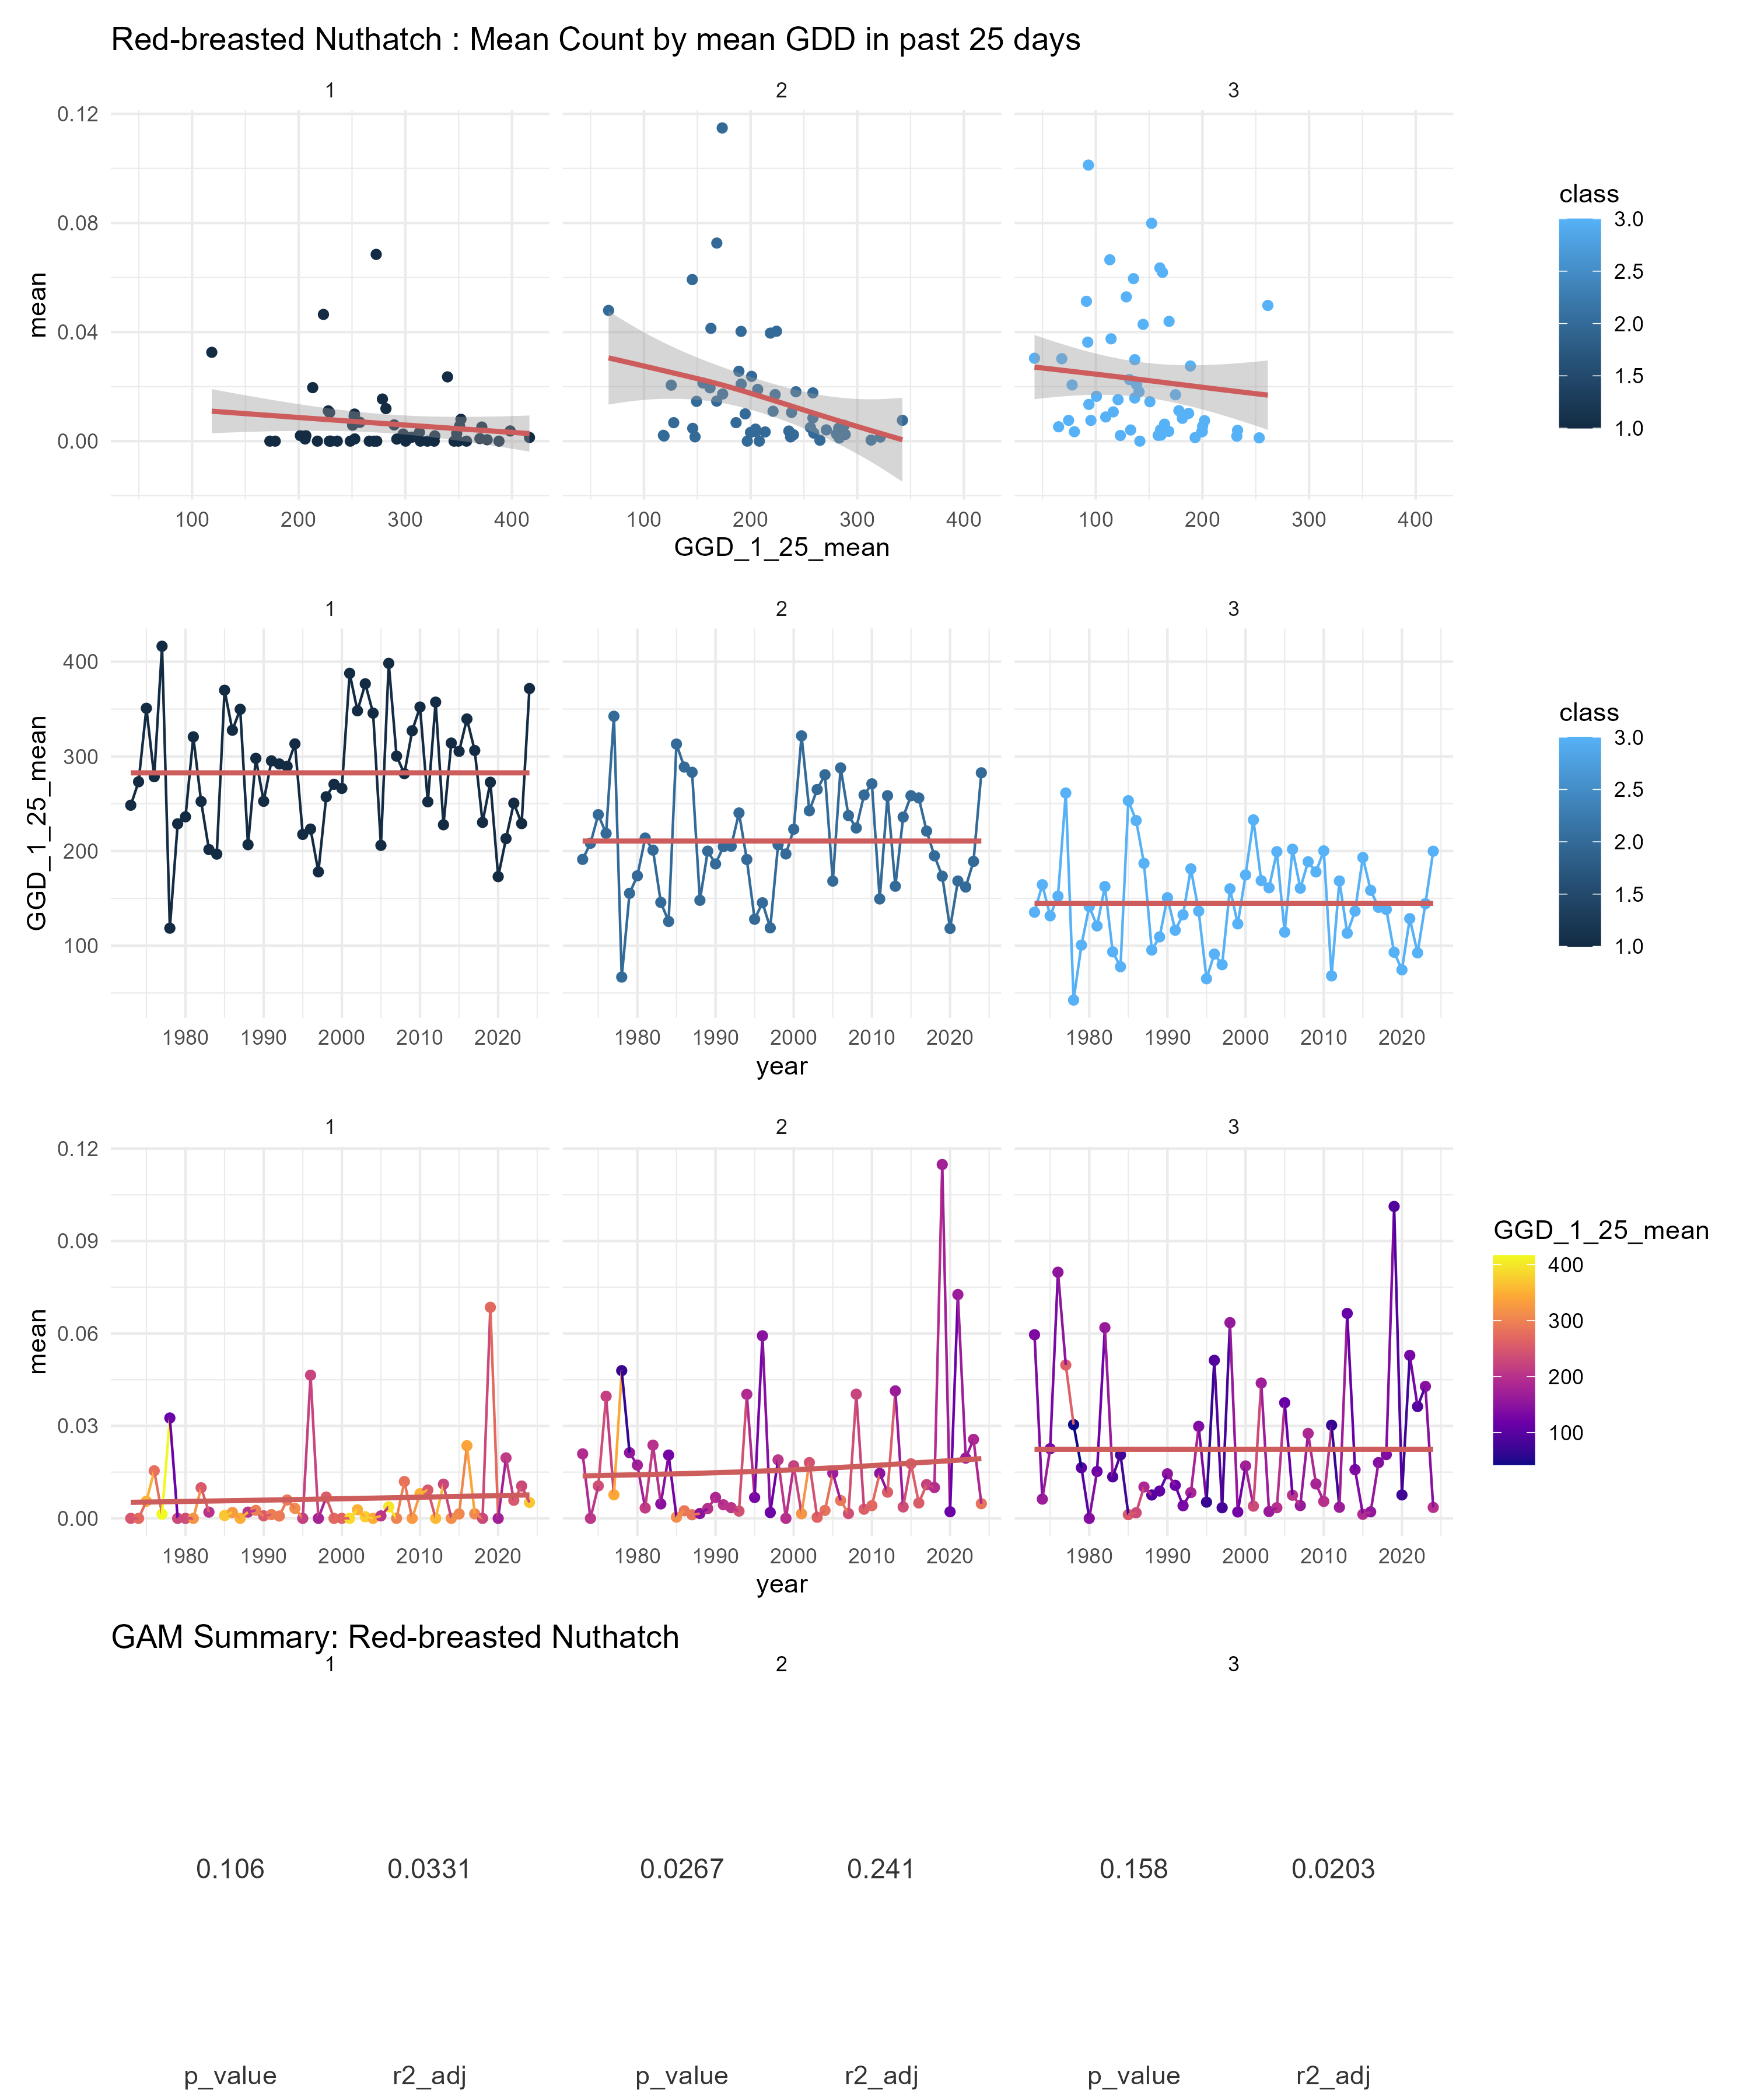 Red-breasted Nuthatch : Mean Count by mean GDD in past 25 days
1 2 3
0.12
0.08
0.04
0.00
mean
100 200 300 400 100 200 300 400 100 200 300 400
GGD_1_25_mean
class
3.0
2.5
2.0
1.5
1.0
1 2 3
400
300
200
100
GGD_1_25_mean
1980 1990 2000 2010 2020 1980 1990 2000 2010 2020 1980 1990 2000 2010 2020
year
class
3.0
2.5
2.0
1.5
1.0
1 2 3
0.12
0.09
0.06
0.03
0.00
mean
1980 1990 2000 2010 2020 1980 1990 2000 2010 2020 1980 1990 2000 2010 2020
year
GGD_1_25_mean
400
300
200
100
GAM Summary: Red-breasted Nuthatch
1 2 3
0.106 0.0331 0.0267 0.241 0.158 0.0203
p_value r2_adj p_value r2_adj p_value r2_adj